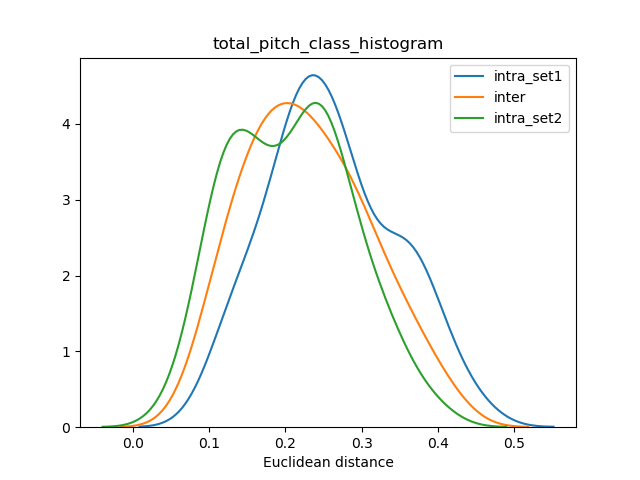 total_pitch_class_histogram
intra_set1
inter
intra_set2
4
3
2
1
0
0.0 0.1 0.2 0.3 0.4 0.5
Euclidean distance